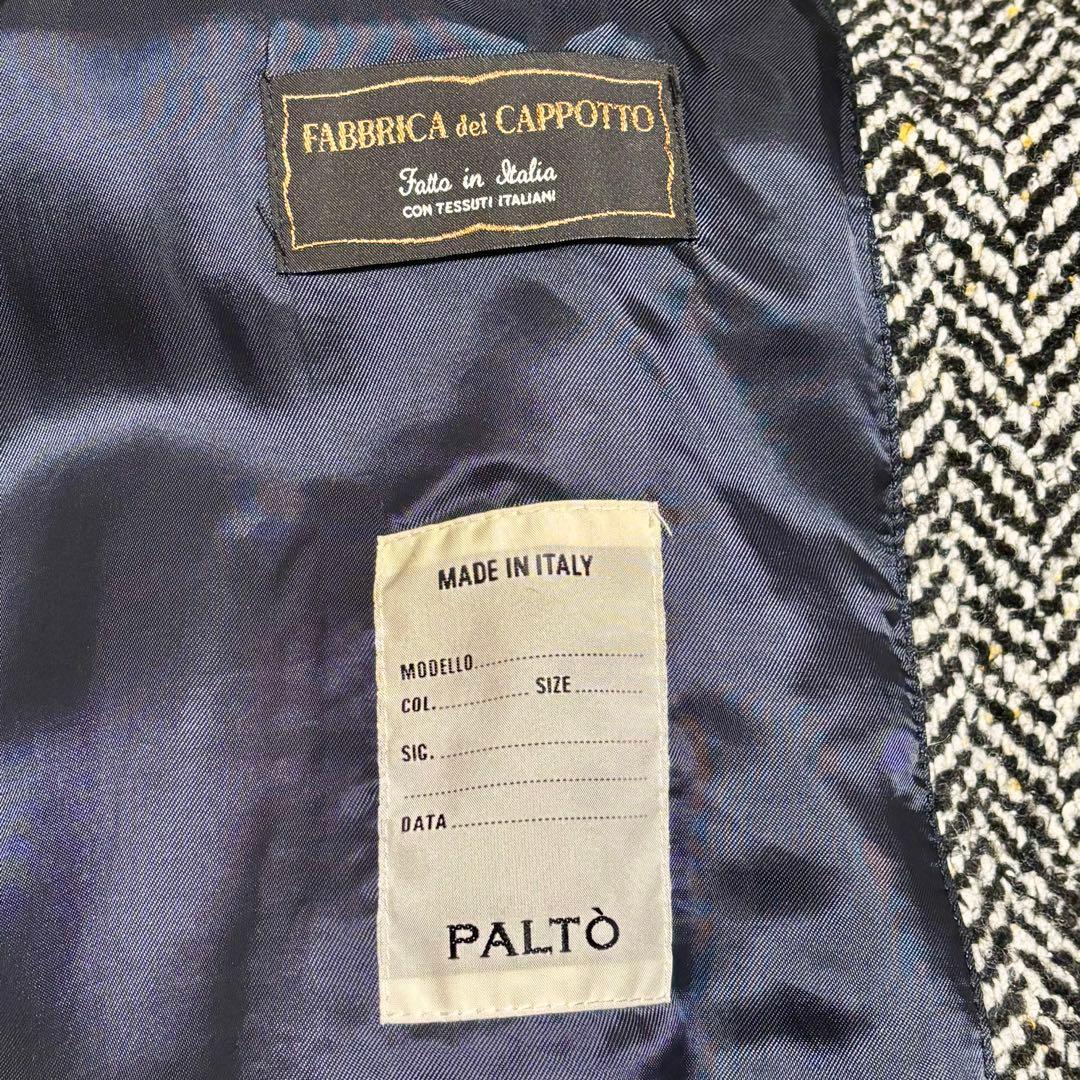 FABBRICA del CAPPOTTO
Fatto in Italia
CON TESSUTI ITALIANI
MADE IN ITALY
MODELLO
COL. SIZE
SIG.
DATA
PALTÒ